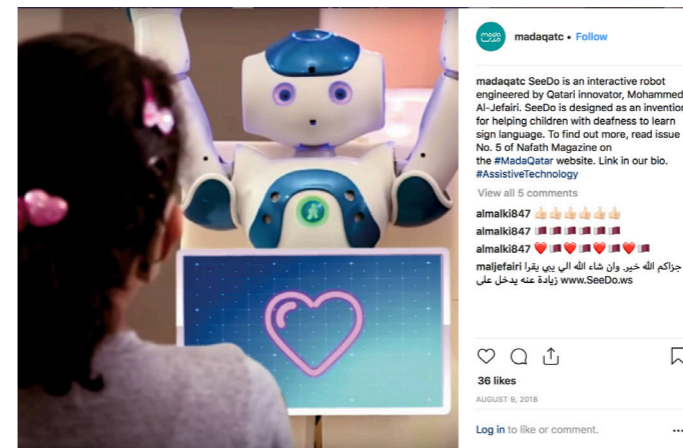 mada
مدى
madaqatc • Follow
madaqatc SeeDo is an interactive robot
engineered by Qatari innovator, Mohammed
Al-Jefairi. SeeDo is designed as an invention
for helping children with deafness to learn
sign language. To find out more, read issue
No. 5 of Nafath Magazine on
the #MadaQatar website. Link in our bio.
#AssistiveTechnology
View all 5 comments
almalki847 👍🏻👍🏻👍🏻👍🏻👍🏻👍🏻
almalki847 🇶🇦🇶🇦🇶🇦🇶🇦🇶🇦🇶🇦
almalki847 ❤️🇶🇦❤️🇶🇦❤️🇶🇦❤️🇶🇦
maljefairi جزاكم الله خير. وان شاء الله الي يبي يقرا
زيادة عنه يدخل على www.SeeDo.ws
36 likes
AUGUST 9, 2018
Log in to like or comment.